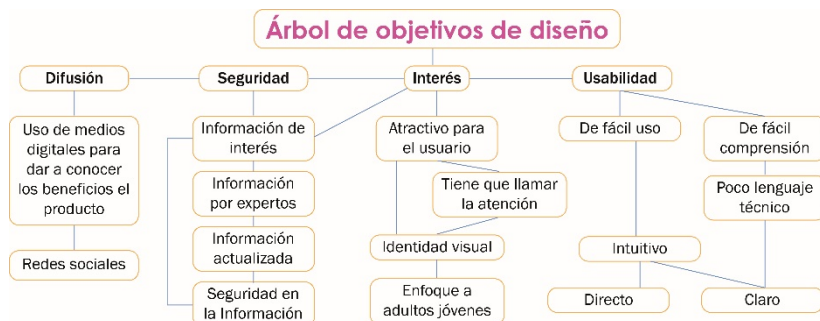 Árbol de objetivos de diseño
Difusión
Seguridad
Interés
Usabilidad
Uso de medios
digitales para
dar a conocer
los beneficios el
producto
Redes sociales
Información de
interés
Información
por expertos
Información
actualizada
Seguridad en
la Información
Atractivo para
el usuario
Tiene que llamar
la atención
Identidad visual
Enfoque a
adultos jóvenes
De fácil uso
De fácil
comprensión
Poco lenguaje
técnico
Intuitivo
Directo
Claro